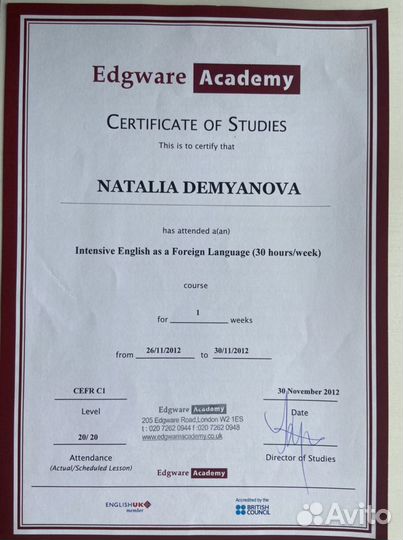 Edgware Academy
CERTIFICATE OF STUDIES
This is to certify that
NATALIA DEMYANOVA
has attended a(an)
Intensive English as a Foreign Language (30 hours/week)
course
for 1 weeks
from 26/11/2012 to 30/11/2012
CEFR C1
Level
20/ 20
Attendance
(Actual/Scheduled Lesson)
Edgware Academy
205 Edgware Road,London W2 1ES
t : 020 7262 0944 f :020 7262 0948
www.edgwareacademy.co.uk
Edgware Academy
30 November 2012
Date
Director of Studies
ENGLISHUK
member
Accredited by the
BRITISH
COUNCIL
Avito